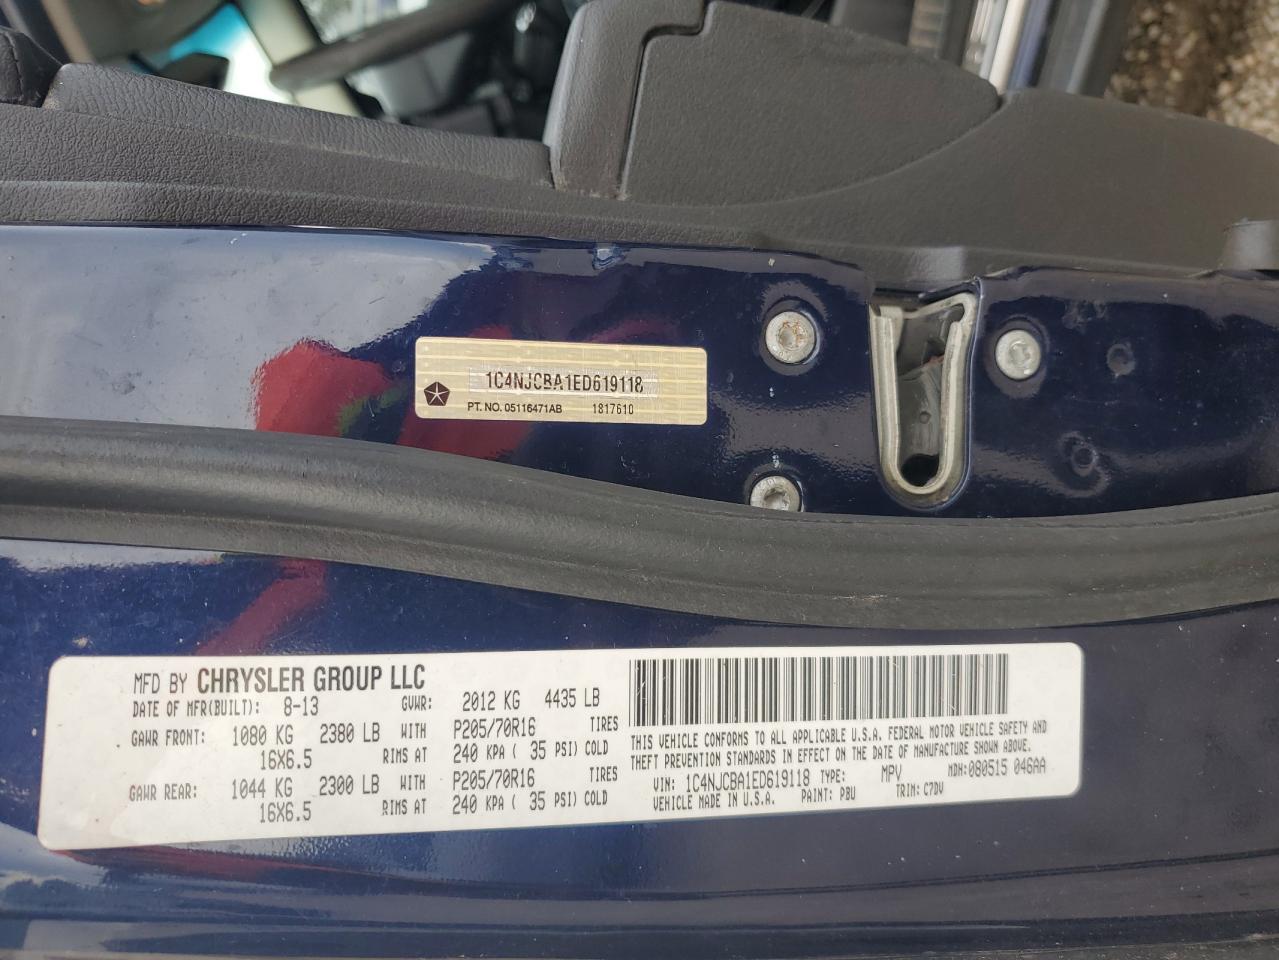 1C4NJCBA1ED619118
PT. NO. 05116471AB 1817610
MFD BY CHRYSLER GROUP LLC
DATE OF MFR(BUILT): 8-13 GVWR: 2012 KG 4435 LB
GAWR FRONT: 1080 KG 2380 LB WITH P205/70R16 TIRES
16X6.5 RIMS AT 240 KPA ( 35 PSI) COLD
GAWR REAR: 1044 KG 2300 LB WITH P205/70R16 TIRES
16X6.5 RIMS AT 240 KPA ( 35 PSI) COLD
THIS VEHICLE CONFORMS TO ALL APPLICABLE U.S.A. FEDERAL MOTOR VEHICLE SAFETY AND
THEFT PREVENTION STANDARDS IN EFFECT ON THE DATE OF MANUFACTURE SHOWN ABOVE.
VIN: 1C4NJCBA1ED619118 TYPE: MPV MDH: 080515 046AA
VEHICLE MADE IN U.S.A. PAINT: PBU TRIM: C7DV